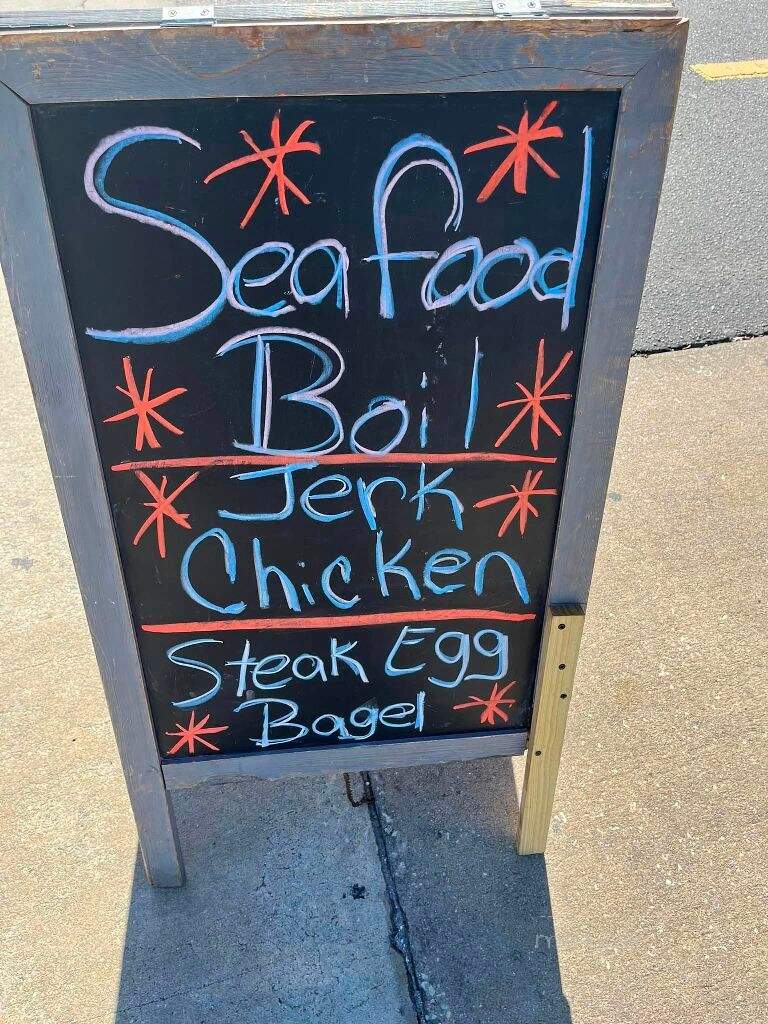 Seafood
Boil
Jerk
Chicken
Steak Egg
Bagel